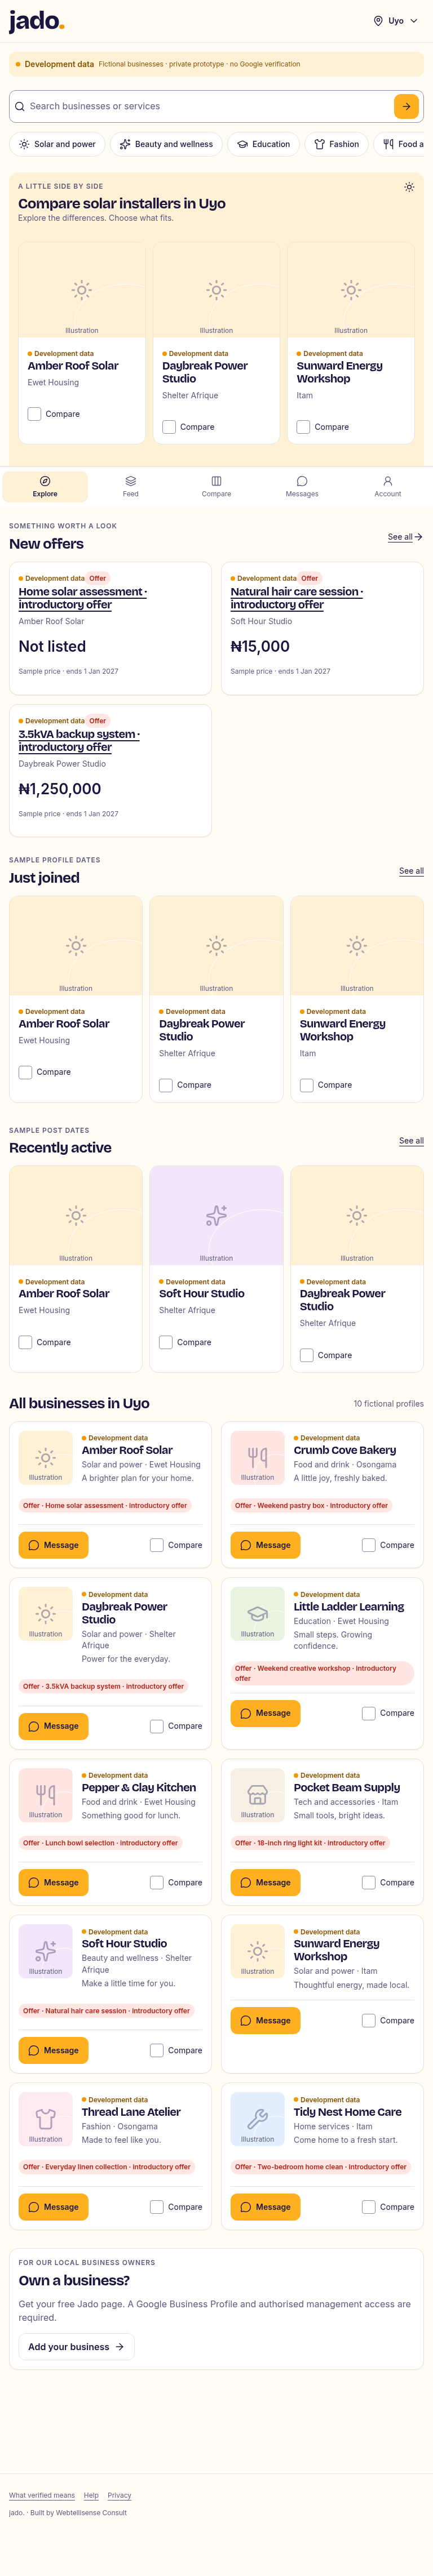 jado.
Uyo
Development data Fictional businesses · private prototype · no Google verification
Search businesses or services
Solar and power
Beauty and wellness
Education
Fashion
Food a
A LITTLE SIDE BY SIDE
Compare solar installers in Uyo
Explore the differences. Choose what fits.
Illustration
Development data
Amber Roof Solar
Ewet Housing
Compare
Illustration
Development data
Daybreak Power
Studio
Shelter Afrique
Compare
Illustration
Development data
Sunward Energy
Workshop
Itam
Compare
Explore
Feed
Compare
Messages
Account
SOMETHING WORTH A LOOK
New offers
See all
Development data Offer
Home solar assessment ·
introductory offer
Amber Roof Solar
Not listed
Sample price · ends 1 Jan 2027
Development data Offer
Natural hair care session ·
introductory offer
Soft Hour Studio
₦15,000
Sample price · ends 1 Jan 2027
Development data Offer
3.5kVA backup system ·
introductory offer
Daybreak Power Studio
₦1,250,000
Sample price · ends 1 Jan 2027
SAMPLE PROFILE DATES
Just joined
See all
Illustration
Development data
Amber Roof Solar
Ewet Housing
Compare
Illustration
Development data
Daybreak Power
Studio
Shelter Afrique
Compare
Illustration
Development data
Sunward Energy
Workshop
Itam
Compare
SAMPLE POST DATES
Recently active
See all
Illustration
Development data
Amber Roof Solar
Ewet Housing
Compare
Illustration
Development data
Soft Hour Studio
Shelter Afrique
Compare
Illustration
Development data
Daybreak Power
Studio
Shelter Afrique
Compare
All businesses in Uyo
10 fictional profiles
Illustration
Development data
Amber Roof Solar
Solar and power · Ewet Housing
A brighter plan for your home.
Offer · Home solar assessment · introductory offer
Message
Compare
Illustration
Development data
Crumb Cove Bakery
Food and drink · Osongama
A little joy, freshly baked.
Offer · Weekend pastry box · introductory offer
Message
Compare
Illustration
Development data
Daybreak Power
Studio
Solar and power · Shelter
Afrique
Power for the everyday.
Offer · 3.5kVA backup system · introductory offer
Message
Compare
Illustration
Development data
Little Ladder Learning
Education · Ewet Housing
Small steps. Growing
confidence.
Offer · Weekend creative workshop · introductory
offer
Message
Compare
Illustration
Development data
Pepper & Clay Kitchen
Food and drink · Ewet Housing
Something good for lunch.
Offer · Lunch bowl selection · introductory offer
Message
Compare
Illustration
Development data
Pocket Beam Supply
Tech and accessories · Itam
Small tools, bright ideas.
Offer · 18-inch ring light kit · introductory offer
Message
Compare
Illustration
Development data
Soft Hour Studio
Beauty and wellness · Shelter
Afrique
Make a little time for you.
Offer · Natural hair care session · introductory offer
Message
Compare
Illustration
Development data
Sunward Energy
Workshop
Solar and power · Itam
Thoughtful energy, made local.
Message
Compare
Illustration
Development data
Thread Lane Atelier
Fashion · Osongama
Made to feel like you.
Offer · Everyday linen collection · introductory offer
Message
Compare
Illustration
Development data
Tidy Nest Home Care
Home services · Itam
Come home to a fresh start.
Offer · Two-bedroom home clean · introductory offer
Message
Compare
FOR OUR LOCAL BUSINESS OWNERS
Own a business?
Get your free Jado page. A Google Business Profile and authorised management access are
required.
Add your business
What verified means Help Privacy
jado. · Built by Webtellisense Consult